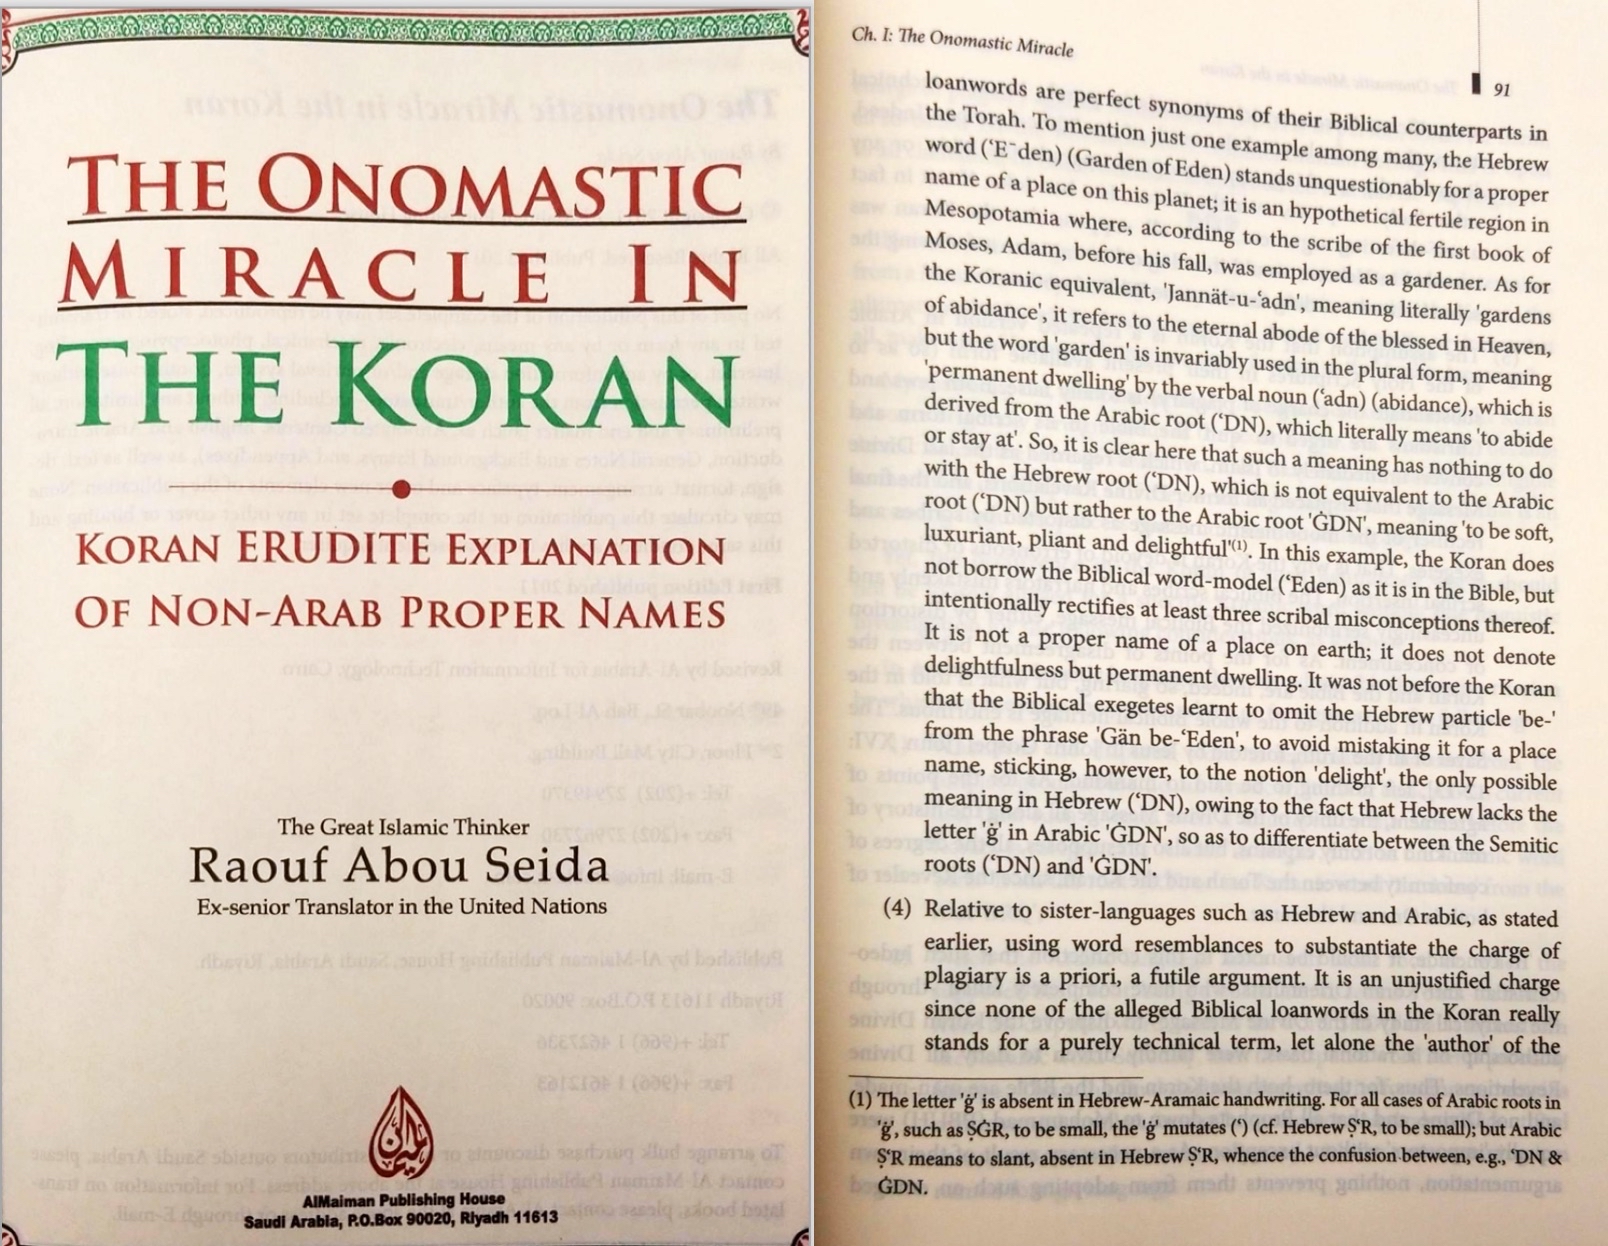 THE ONOMASTIC
MIRACLE IN
THE KORAN
KORAN ERUDITE EXPLANATION
OF NON-ARAB PROPER NAMES
The Great Islamic Thinker
Raouf Abou Seida
Ex-senior Translator in the United Nations
AlMaiman Publishing House
Saudi Arabia, P.O.Box 90020, Riyadh 11613
Ch. I: The Onomastic Miracle
91
loanwords are perfect synonyms of their Biblical counterparts in
the Torah. To mention just one example among many, the Hebrew
word (‘E¯den) (Garden of Eden) stands unquestionably for a proper
name of a place on this planet; it is an hypothetical fertile region in
Mesopotamia where, according to the scribe of the first book of
Moses, Adam, before his fall, was employed as a gardener. As for
the Koranic equivalent, 'Jannät-u-‘adn', meaning literally 'gardens
of abidance', it refers to the eternal abode of the blessed in Heaven,
but the word 'garden' is invariably used in the plural form, meaning
'permanent dwelling' by the verbal noun (‘adn) (abidance), which is
derived from the Arabic root (‘DN), which literally means 'to abide
or stay at'. So, it is clear here that such a meaning has nothing to do
with the Hebrew root (‘DN), which is not equivalent to the Arabic
root (‘DN) but rather to the Arabic root 'ĠDN', meaning 'to be soft,
luxuriant, pliant and delightful'(1). In this example, the Koran does
not borrow the Biblical word-model (‘Eden) as it is in the Bible, but
intentionally rectifies at least three scribal misconceptions thereof.
It is not a proper name of a place on earth; it does not denote
delightfulness but permanent dwelling. It was not before the Koran
that the Biblical exegetes learnt to omit the Hebrew particle 'be-'
from the phrase 'Gän be-‘Eden', to avoid mistaking it for a place
name, sticking, however, to the notion 'delight', the only possible
meaning in Hebrew (‘DN), owing to the fact that Hebrew lacks the
letter 'ġ' in Arabic 'ĠDN', so as to differentiate between the Semitic
roots (‘DN) and 'ĠDN'.
(4) Relative to sister-languages such as Hebrew and Arabic, as stated
earlier, using word resemblances to substantiate the charge of
plagiary is a priori, a futile argument. It is an unjustified charge
since none of the alleged Biblical loanwords in the Koran really
stands for a purely technical term, let alone the 'author' of the
(1) The letter 'ġ' is absent in Hebrew-Aramaic handwriting. For all cases of Arabic roots in
'ġ', such as ṢĠR, to be small, the 'ġ' mutates (‘) (cf. Hebrew Ṣ‘R, to be small); but Arabic
Ṣ‘R means to slant, absent in Hebrew Ṣ‘R, whence the confusion between, e.g., ‘DN &
ĠDN.